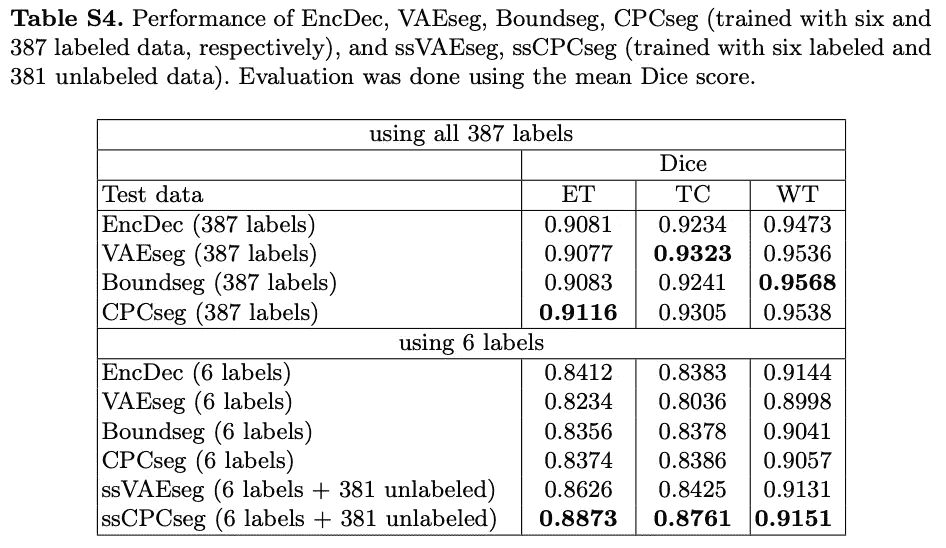 Table S4. Performance of EncDec, VAEseg, Boundseg, CPCseg (trained with six and
387 labeled data, respectively), and ssVAEseg, ssCPCseg (trained with six labeled and
381 unlabeled data). Evaluation was done using the mean Dice score.
using all 387 labels
Dice
Test data ET TC WT
EncDec (387 labels) 0.9081 0.9234 0.9473
VAEseg (387 labels) 0.9077 0.9323 0.9536
Boundseg (387 labels) 0.9083 0.9241 0.9568
CPCseg (387 labels) 0.9116 0.9305 0.9538
using 6 labels
EncDec (6 labels) 0.8412 0.8383 0.9144
VAEseg (6 labels) 0.8234 0.8036 0.8998
Boundseg (6 labels) 0.8356 0.8378 0.9041
CPCseg (6 labels) 0.8374 0.8386 0.9057
ssVAEseg (6 labels + 381 unlabeled) 0.8626 0.8425 0.9131
ssCPCseg (6 labels + 381 unlabeled) 0.8873 0.8761 0.9151